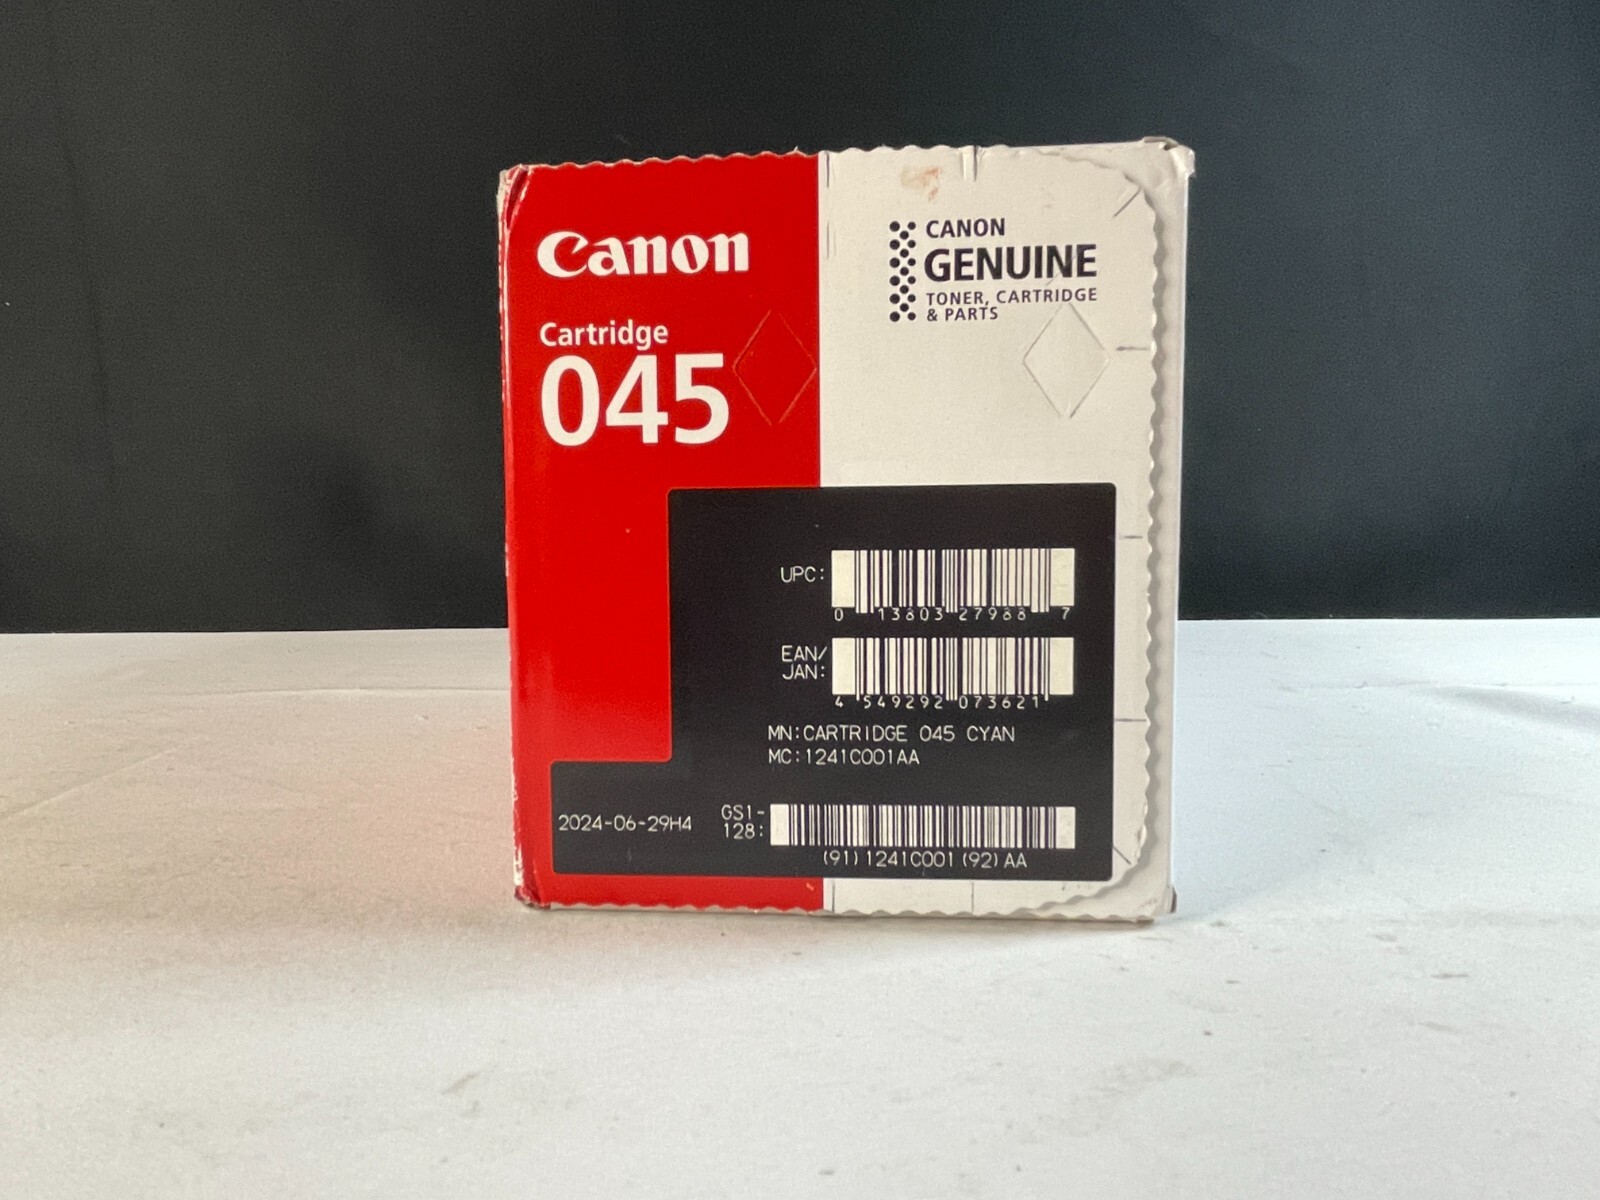 Canon
Cartridge
045
CANON
GENUINE
TONER, CARTRIDGE
& PARTS
UPC:
0 13803 27988 7
EAN/
JAN:
4 549292 073621
MN:CARTRIDGE 045 CYAN
MC:1241C001AA
2024-06-29H4
GS1-
128:
(91)1241C001(92)AA